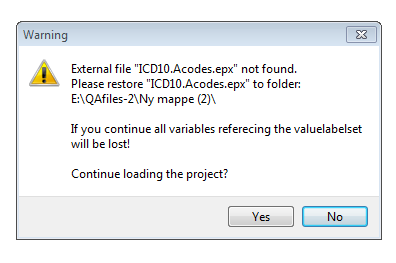 Warning
External file "ICD10.Acodes.epx" not found.
Please restore "ICD10.Acodes.epx" to folder:
E:\QAfiles-2\Ny mappe (2)\
If you continue all variables referecing the valuelabelset
will be lost!
Continue loading the project?
Yes No